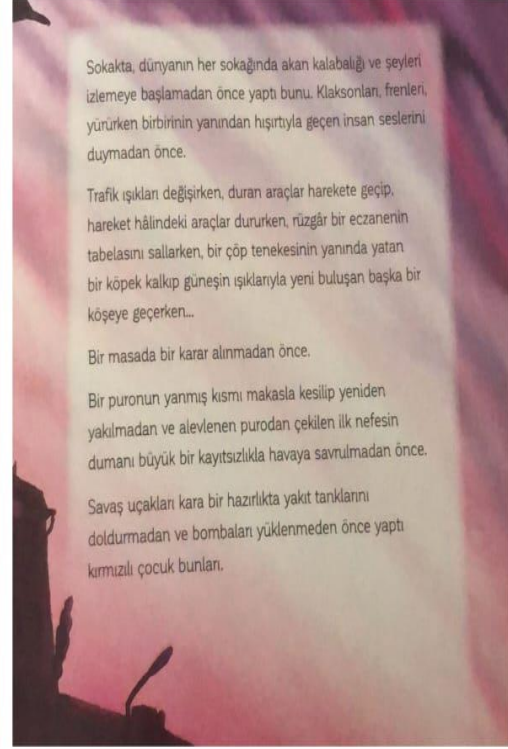 Sokakta, dünyanın her sokağında akan kalabalığı ve şeyleri
izlemeye başlamadan önce yaptı bunu. Klaksonları, frenleri,
yürürken birbirinin yanından hışırtıyla geçen insan seslerini
duymadan önce.
Trafik ışıkları değişirken, duran araçlar harekete geçip,
hareket hâlindeki araçlar dururken, rüzgâr bir eczanenin
tabelasını sallarken, bir çöp tenekesinin yanında yatan
bir köpek kalkıp güneşin ışıklarıyla yeni buluşan başka bir
köşeye geçerken...
Bir masada bir karar alınmadan önce.
Bir puronun yanmış kısmı makasla kesilip yeniden
yakılmadan ve alevlenen purodan çekilen ilk nefesin
dumanı büyük bir kayıtsızlıkla havaya savrulmadan önce.
Savaş uçakları kara bir hazırlıkta yakıt tanklarını
doldurmadan ve bombaları yüklenmeden önce yaptı
kırmızılı çocuk bunları.